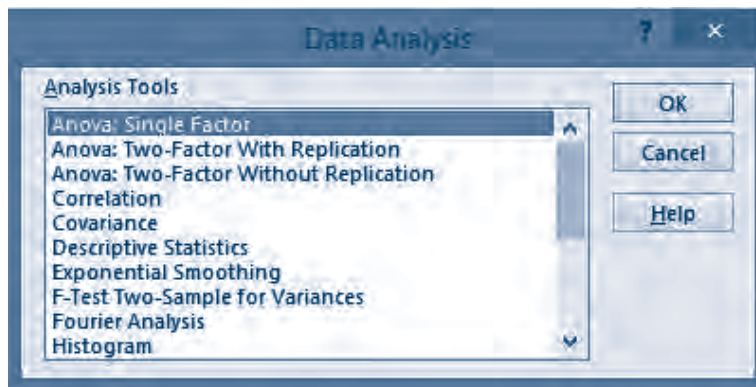 Data Analysis ? ×
Analysis Tools
Anova: Single Factor
Anova: Two-Factor With Replication
Anova: Two-Factor Without Replication
Correlation
Covariance
Descriptive Statistics
Exponential Smoothing
F-Test Two-Sample for Variances
Fourier Analysis
Histogram
OK
Cancel
Help